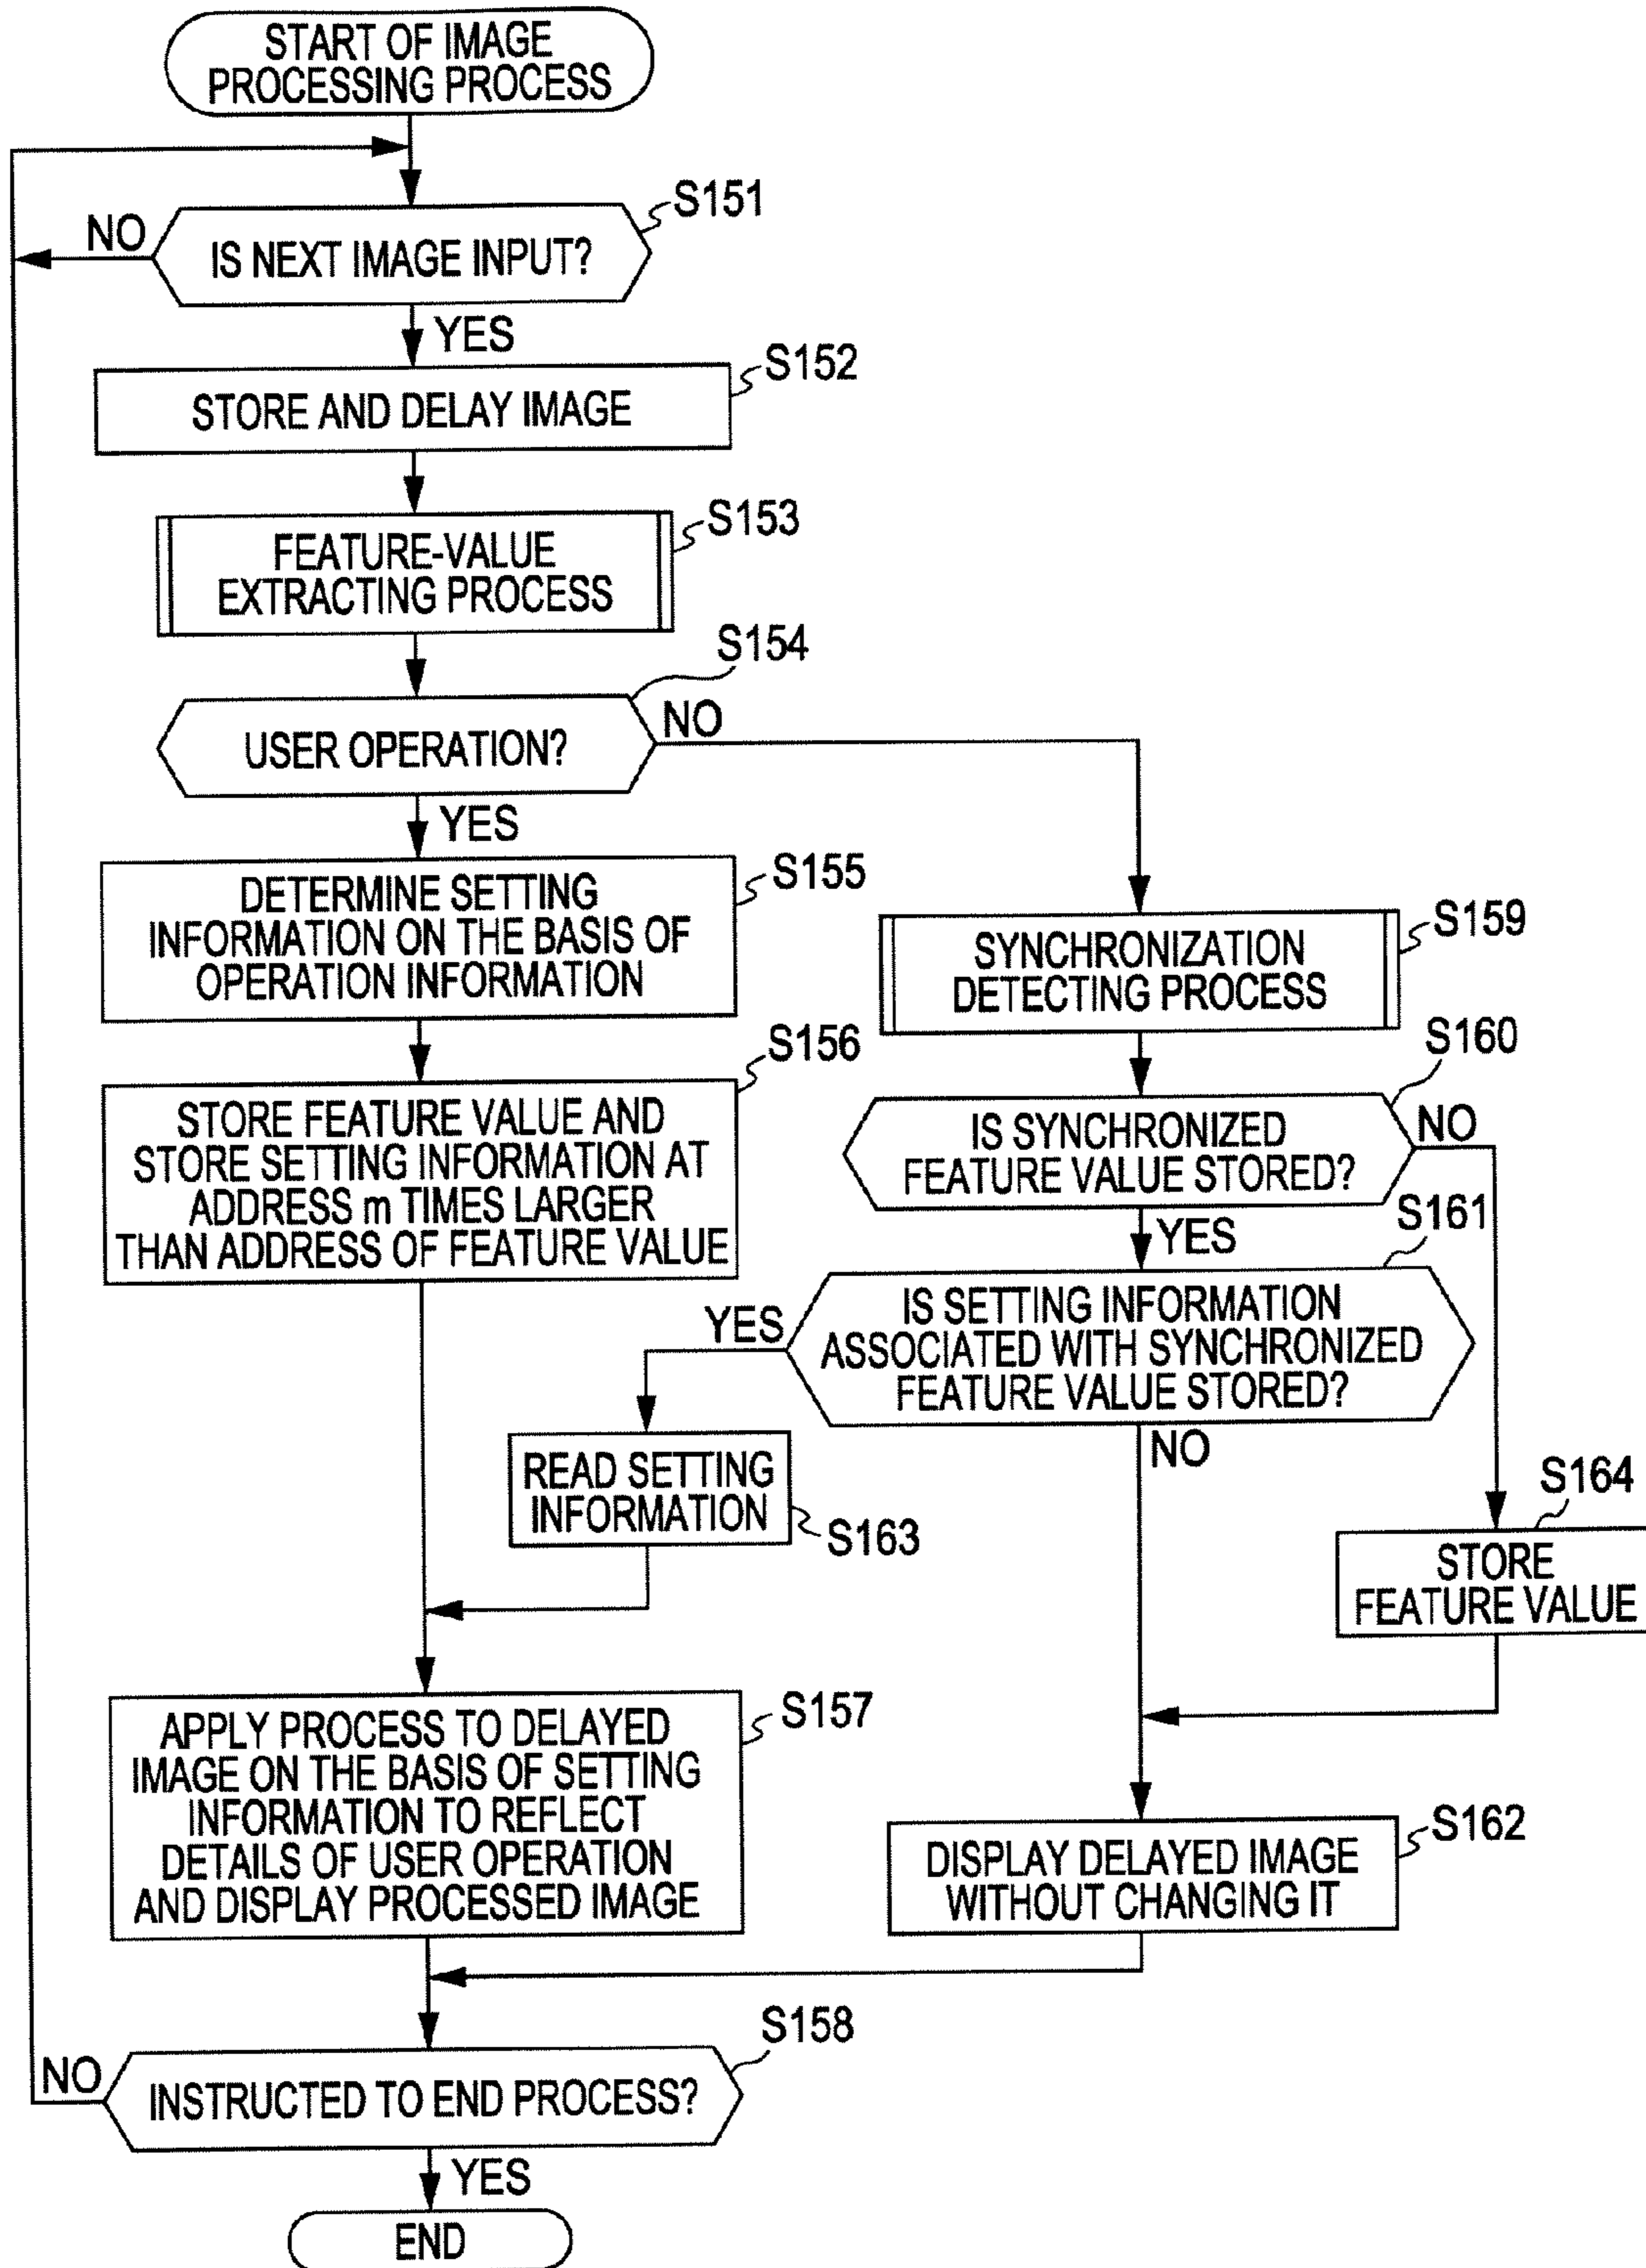 START OF IMAGE
PROCESSING PROCESS
S151
NO
IS NEXT IMAGE INPUT?
YES
S152
STORE AND DELAY IMAGE
S153
FEATURE-VALUE
EXTRACTING PROCESS
S154
NO
USER OPERATION?
YES
S155
DETERMINE SETTING
INFORMATION ON THE BASIS OF
OPERATION INFORMATION
S159
SYNCHRONIZATION
DETECTING PROCESS
S156
STORE FEATURE VALUE AND
STORE SETTING INFORMATION AT
ADDRESS m TIMES LARGER
THAN ADDRESS OF FEATURE VALUE
S160
NO
IS SYNCHRONIZED
FEATURE VALUE STORED?
YES
S161
YES
IS SETTING INFORMATION
ASSOCIATED WITH SYNCHRONIZED
FEATURE VALUE STORED?
NO
READ SETTING
INFORMATION
S163
S164
STORE
FEATURE VALUE
S157
APPLY PROCESS TO DELAYED
IMAGE ON THE BASIS OF SETTING
INFORMATION TO REFLECT
DETAILS OF USER OPERATION
AND DISPLAY PROCESSED IMAGE
S162
DISPLAY DELAYED IMAGE
WITHOUT CHANGING IT
S158
NO
INSTRUCTED TO END PROCESS?
YES
END